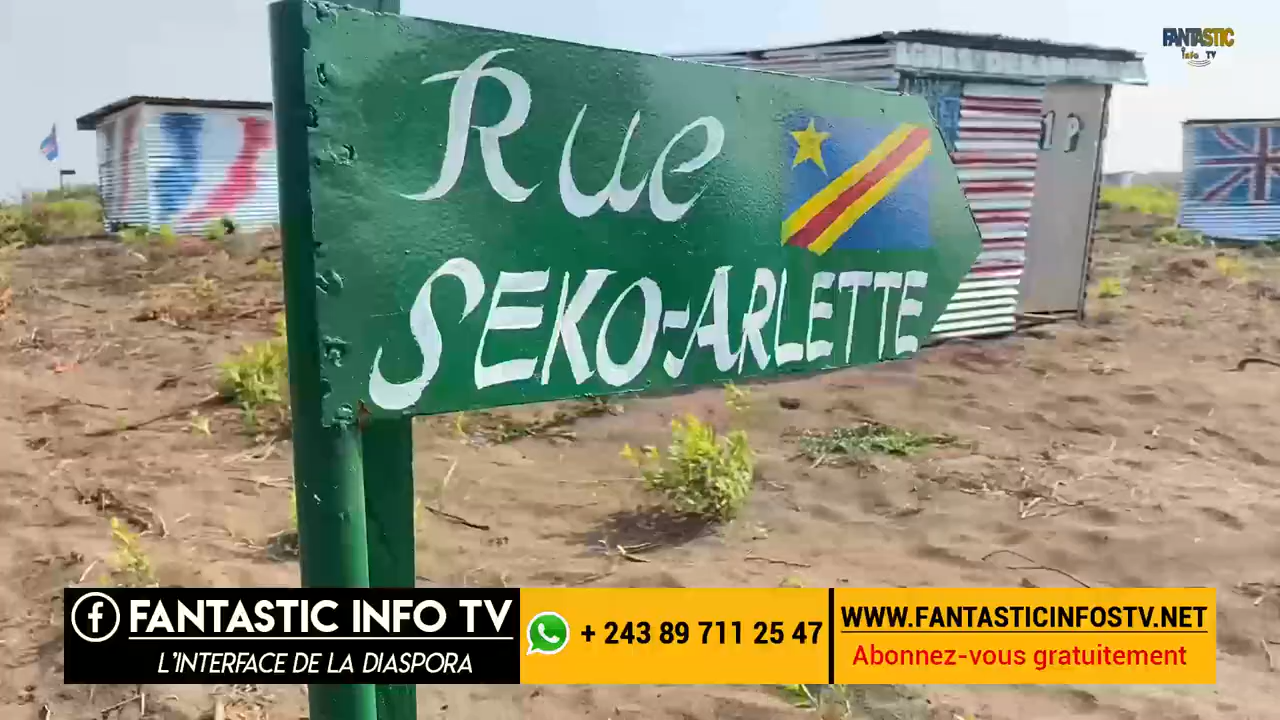 FANTASTIC
Info TV
Rue
SEKO-ARLETTE
FANTASTIC INFO TV
L'INTERFACE DE LA DIASPORA
+ 243 89 711 25 47
WWW.FANTASTICINFOSTV.NET
Abonnez-vous gratuitement